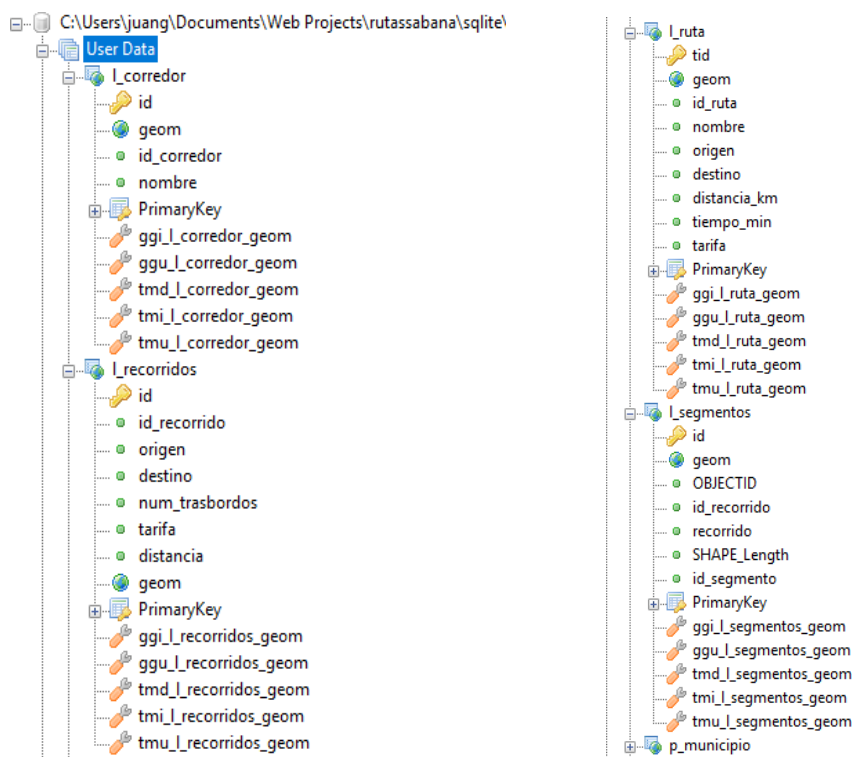 C:\Users\juang\Documents\Web Projects\rutassabana\sqlite\
User Data
l_corredor
id
geom
id_corredor
nombre
PrimaryKey
ggi_l_corredor_geom
ggu_l_corredor_geom
tmd_l_corredor_geom
tmi_l_corredor_geom
tmu_l_corredor_geom
l_recorridos
id
id_recorrido
origen
destino
num_trasbordos
tarifa
distancia
geom
PrimaryKey
ggi_l_recorridos_geom
ggu_l_recorridos_geom
tmd_l_recorridos_geom
tmi_l_recorridos_geom
tmu_l_recorridos_geom
l_ruta
tid
geom
id_ruta
nombre
origen
destino
distancia_km
tiempo_min
tarifa
PrimaryKey
ggi_l_ruta_geom
ggu_l_ruta_geom
tmd_l_ruta_geom
tmi_l_ruta_geom
tmu_l_ruta_geom
l_segmentos
id
geom
OBJECTID
id_recorrido
recorrido
SHAPE_Length
id_segmento
PrimaryKey
ggi_l_segmentos_geom
ggu_l_segmentos_geom
tmd_l_segmentos_geom
tmi_l_segmentos_geom
tmu_l_segmentos_geom
p_municipio